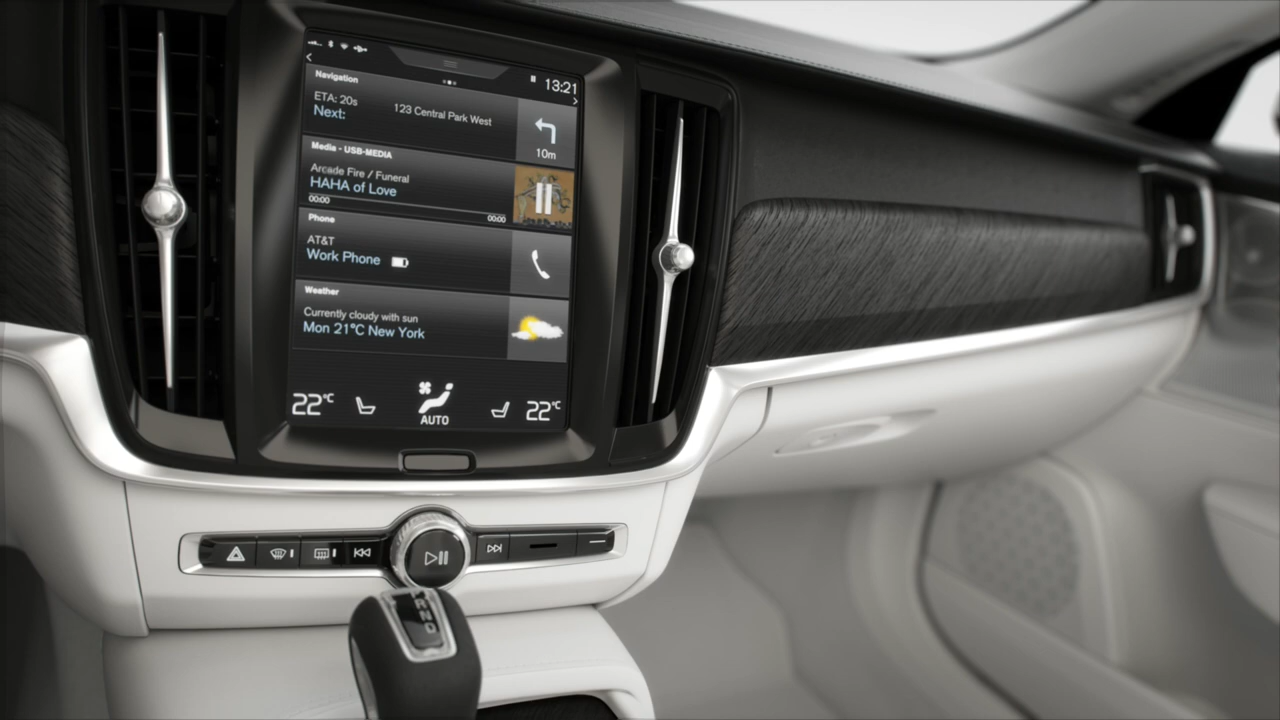 13:21
Navigation
ETA: 20s
123 Central Park West
Next:
10m
Media - USB-MEDIA
Arcade Fire / Funeral
HAHA of Love
00:00
00:00
Phone
AT&T
Work Phone
Weather
Currently cloudy with sun
Mon 21°C New York
22°C
AUTO
22°C
R
N
D